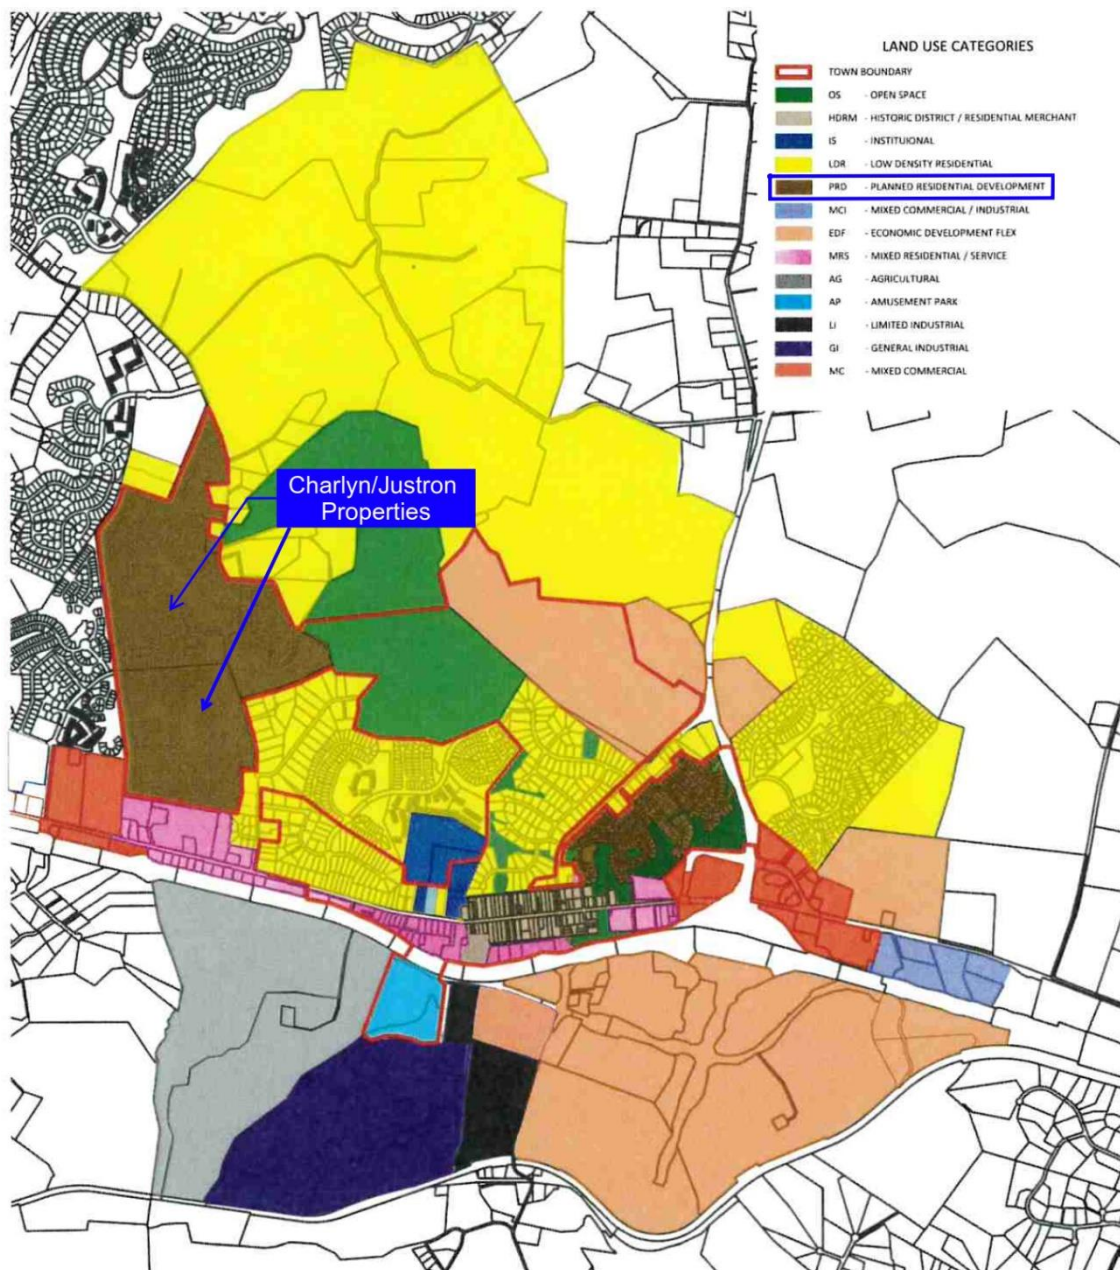 LAND USE CATEGORIES
TOWN BOUNDARY
OS - OPEN SPACE
HDRM - HISTORIC DISTRICT / RESIDENTIAL MERCHANT
IS - INSTITUIONAL
LDR - LOW DENSITY RESIDENTIAL
PRD - PLANNED RESIDENTIAL DEVELOPMENT
MCI - MIXED COMMERCIAL / INDUSTRIAL
EDF - ECONOMIC DEVELOPMENT FLEX
MRS - MIXED RESIDENTIAL / SERVICE
AG - AGRICULTURAL
AP - AMUSEMENT PARK
LI - LIMITED INDUSTRIAL
GI - GENERAL INDUSTRIAL
MC - MIXED COMMERCIAL
Charlyn/Justron
Properties